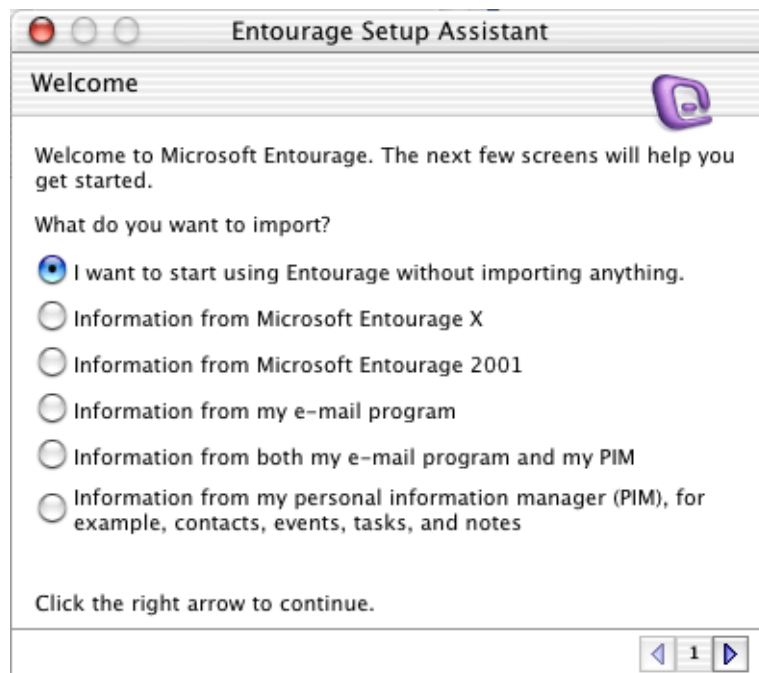 Entourage Setup Assistant
Welcome
Welcome to Microsoft Entourage. The next few screens will help you
get started.
What do you want to import?
I want to start using Entourage without importing anything.
Information from Microsoft Entourage X
Information from Microsoft Entourage 2001
Information from my e-mail program
Information from both my e-mail program and my PIM
Information from my personal information manager (PIM), for
example, contacts, events, tasks, and notes
Click the right arrow to continue.
1